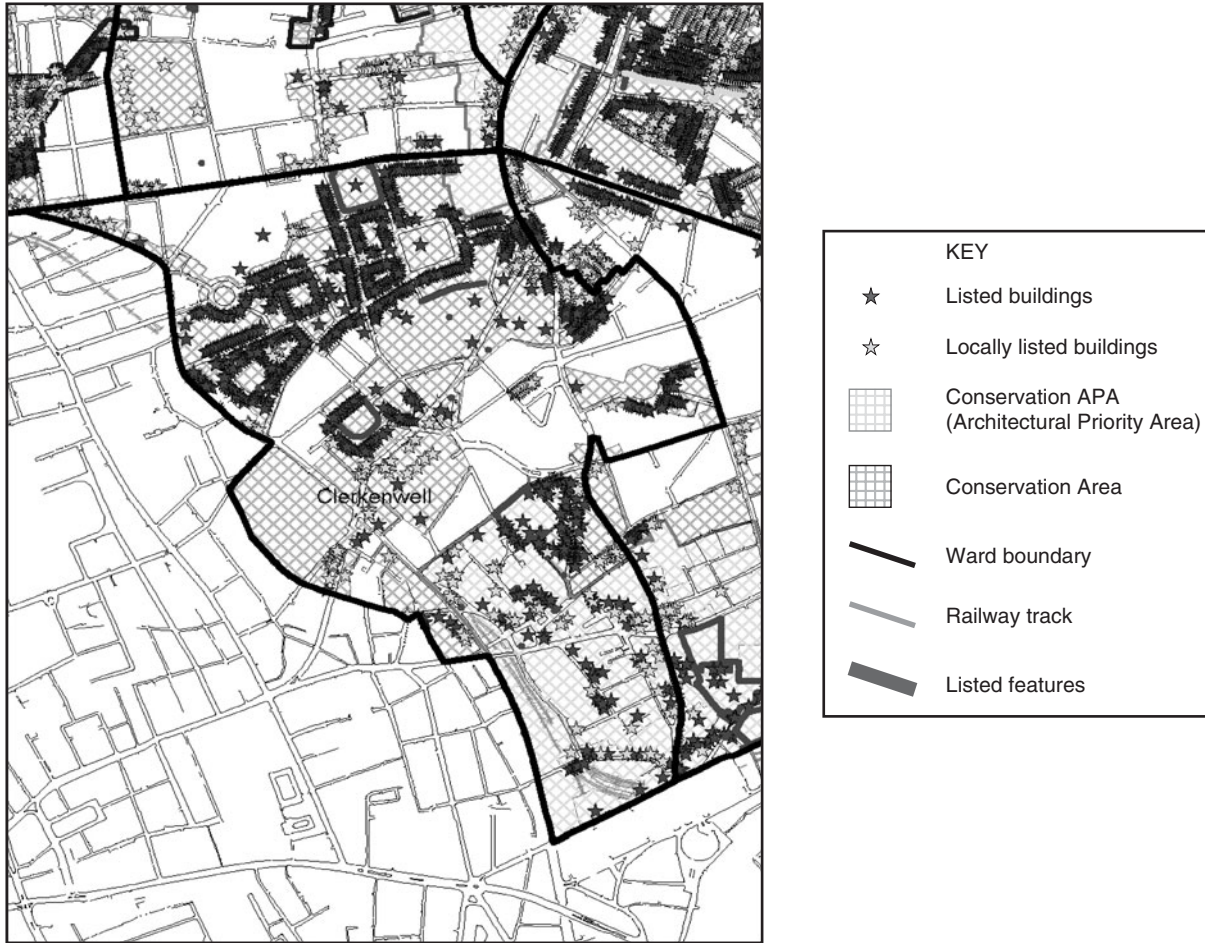 Clerkenwell
KEY
Listed buildings
Locally listed buildings
Conservation APA
(Architectural Priority Area)
Conservation Area
Ward boundary
Railway track
Listed features